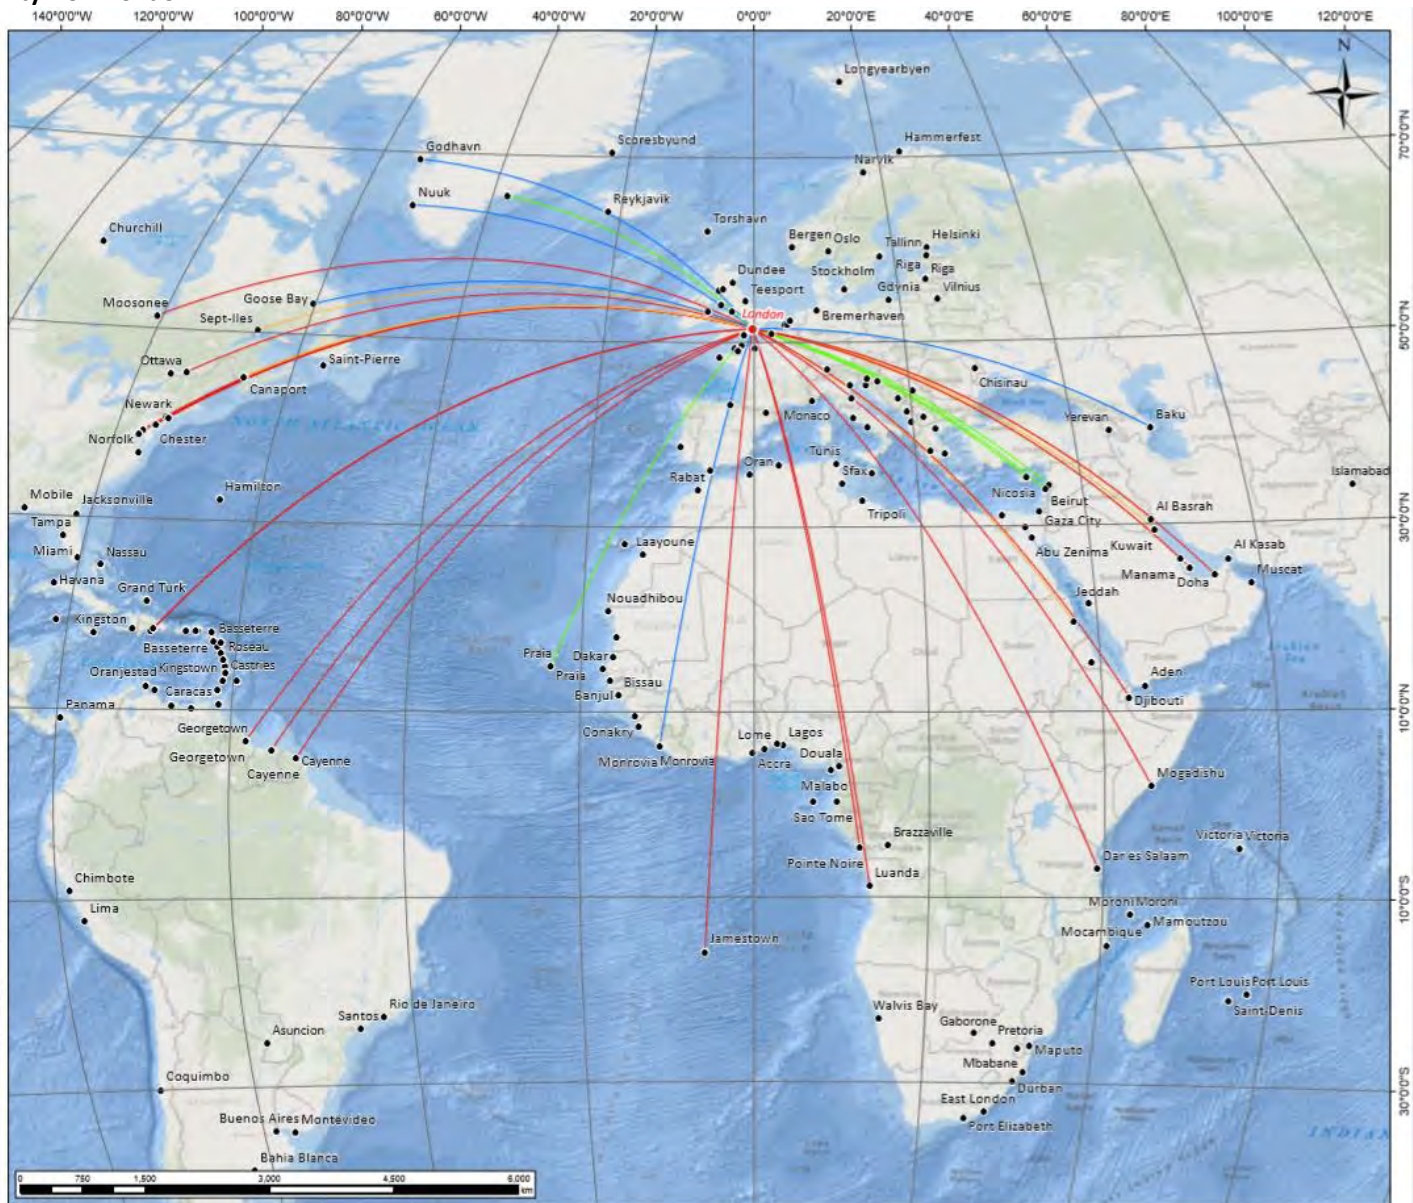 140°0'0"W 120°0'0"W 100°0'0"W 80°0'0"W 60°0'0"W 40°0'0"W 20°0'0"W 0°0'0" 20°0'0"E 40°0'0"E 60°0'0"E 80°0'0"E 100°0'0"E 120°0'0"E
N
Longyearbyen
70°0'0"N
Godhavn
Scoresbyund
Hammerfest
Narvik
Nuuk
Reykjavik
Torshavn
Churchill
Bergen
Oslo
Tallinn
Helsinki
Stockholm
Riga
Riga
Dundee
Teesport
Gdynia
Vilnius
Moosonee
Goose Bay
Sept-Iles
London
Bremerhaven
50°0'0"N
Ottawa
Saint-Pierre
Canaport
Chisinau
Newark
Norfolk
Chester
Monaco
Yerevan
Baku
Oran
Tunis
Sfax
Rabat
Islamabad
Mobile
Jacksonville
Hamilton
Nicosia
Beirut
Tripoli
Gaza City
Al Basrah
30°0'0"N
Tampa
Miami
Nassau
Laayoune
Abu Zenima
Kuwait
Al Kasab
Manama
Doha
Muscat
Havana
Grand Turk
Jeddah
Nouadhibou
Kingston
Basseterre
Basseterre
Roseau
Oranjestad
Kingstown
Castries
Praia
Praia
Dakar
Caracas
Banjul
Bissau
Aden
Djibouti
Panama
10°0'0"N
Georgetown
Georgetown
Conakry
Lome
Lagos
Cayenne
Cayenne
Monrovia
Monrovia
Accra
Douala
Malabo
Mogadishu
Sao Tome
Brazzaville
Victoria
Victoria
Pointe Noire
Luanda
Dar es Salaam
Chimbote
Lima
10°0'0"S
Moroni
Moroni
Mamoutzou
Mocambique
Jamestown
Port Louis
Port Louis
Saint-Denis
Rio de Janeiro
Santos
Walvis Bay
Asuncion
Gaborone
Pretoria
Maputo
Mbabane
Coquimbo
Durban
30°0'0"S
Buenos Aires
Montevideo
East London
Port Elizabeth
INDIAN
Bahia Blanca
0 750 1,500 3,000 4,500 6,000
km